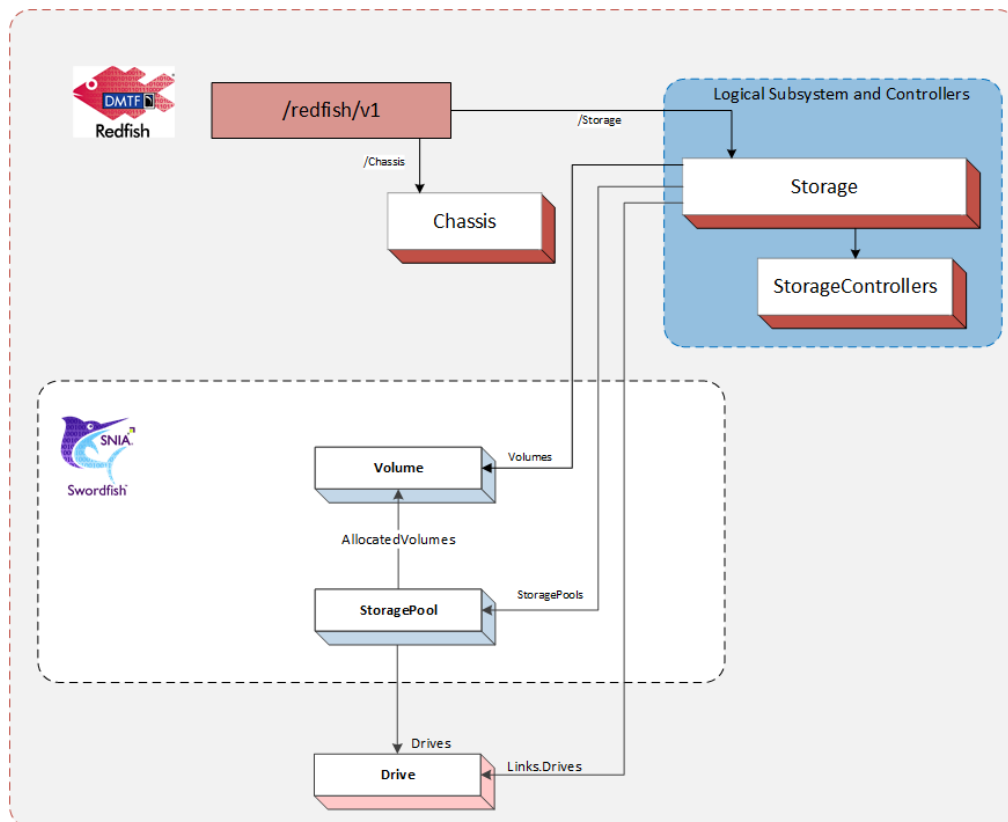 DMTF
Redfish
/redfish/v1
Logical Subsystem and Controllers
/Storage
/Chassis
Storage
Chassis
StorageControllers
SNIA
Swordfish
Volume
Volumes
AllocatedVolumes
StoragePool
StoragePools
Drives
Drive
Links.Drives